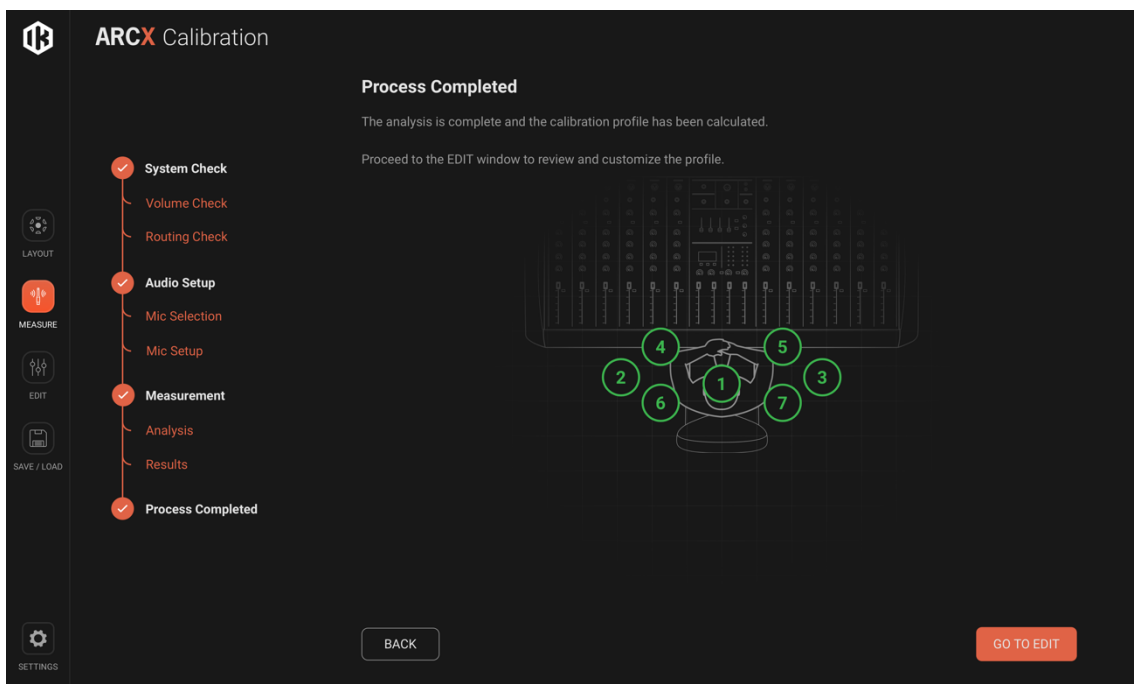 ARCX Calibration
Process Completed
The analysis is complete and the calibration profile has been calculated.
Proceed to the EDIT window to review and customize the profile.
System Check
Volume Check
Routing Check
Audio Setup
Mic Selection
Mic Setup
Measurement
Analysis
Results
Process Completed
LAYOUT
MEASURE
EDIT
SAVE / LOAD
SETTINGS
4
5
2
1
3
6
7
BACK
GO TO EDIT